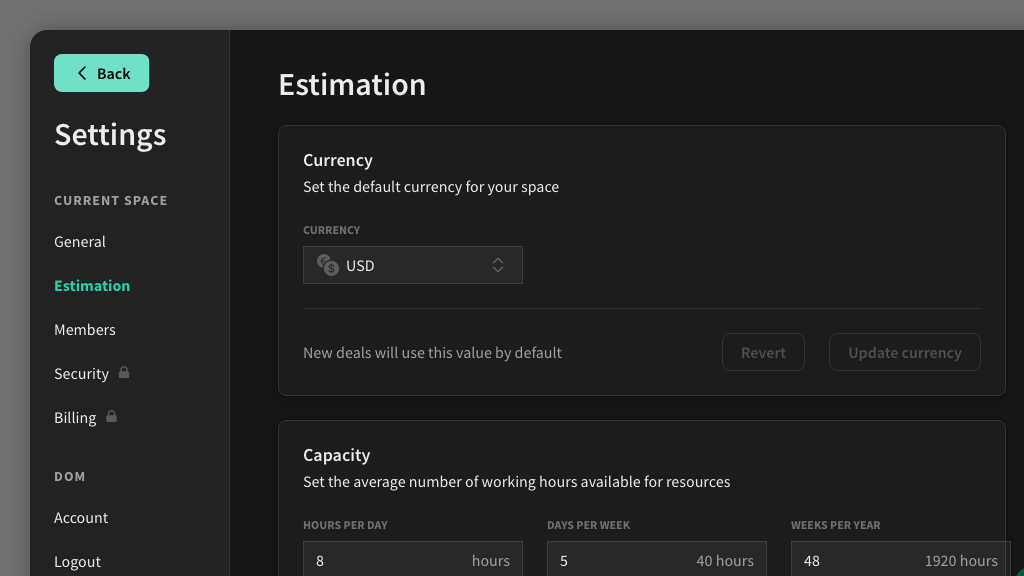 Back
Settings
CURRENT SPACE
General
Estimation
Members
Security
Billing
DOM
Account
Logout
Estimation
Currency
Set the default currency for your space
CURRENCY
USD
New deals will use this value by default
Revert
Update currency
Capacity
Set the average number of working hours available for resources
HOURS PER DAY
DAYS PER WEEK
WEEKS PER YEAR
8 hours
5 40 hours
48 1920 hours